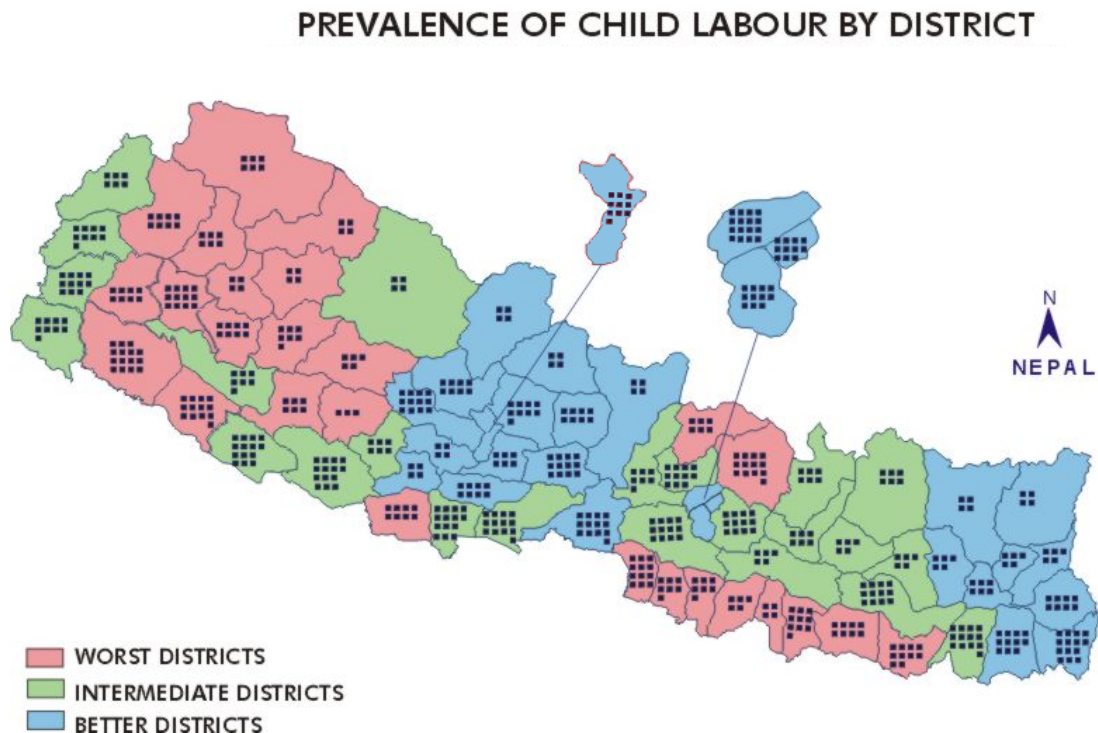 PREVALENCE OF CHILD LABOUR BY DISTRICT
N
NEPAL
WORST DISTRICTS
INTERMEDIATE DISTRICTS
BETTER DISTRICTS